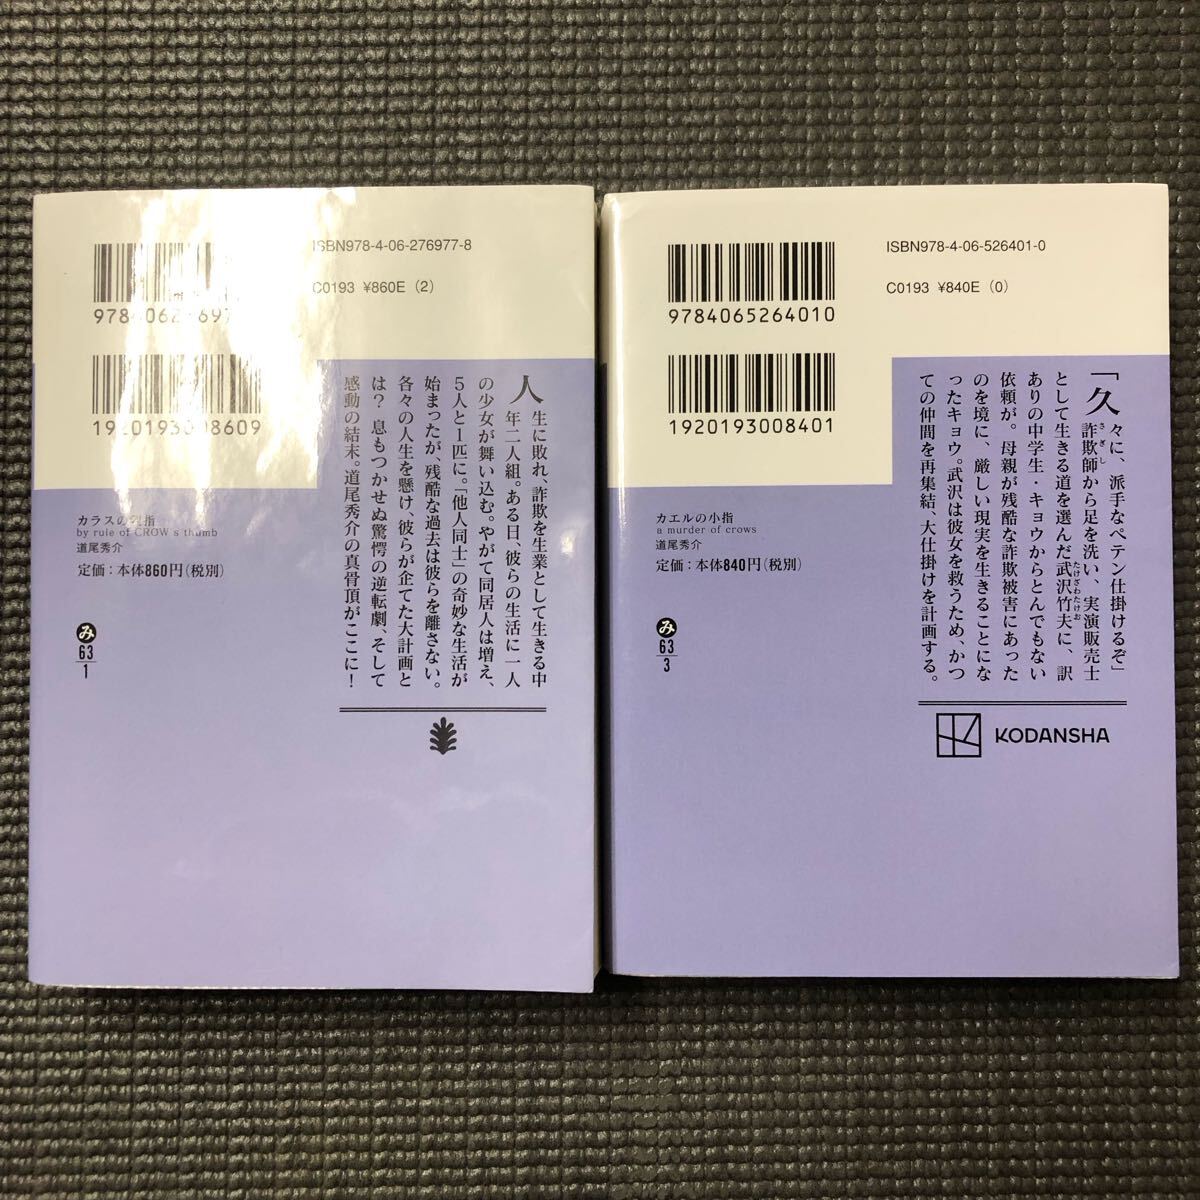 ISBN978-4-06-276977-8
C0193 ¥860E (2)
1920193008609
カラスの親指
by rule of CROW's thumb
道尾秀介
定価：本体860円（税別）
み
63
1
人生に敗れ、詐欺を生業として生きる中
年二人組。ある日、彼らの生活に一人
の少女が舞い込む。やがて同居人は増え、
5人と1匹に。「他人同士」の奇妙な生活が
始まったが、残酷な過去は彼らを離さない。
各々の人生を懸け、彼らが企てた大計画と
は？ 息もつかせぬ驚愕の逆転劇、そして
感動の結末。道尾秀介の真骨頂がここに！
ISBN978-4-06-526401-0
C0193 ¥840E (0)
9784065264010
1920193008401
カエルの小指
a murder of crows
道尾秀介
定価：本体840円（税別）
み
63
3
「久々に、派手なペテン仕掛けるぞ」
詐欺師から足を洗い、実演販売士
さぎし
として生きる道を選んだ武沢竹夫に、訳
たけざわたけお
ありの中学生・キョウからとんでもない
依頼が。母親が残酷な詐欺被害にあった
のを境に、厳しい現実を生きることにな
ったキョウ。武沢は彼女を救うため、かつ
ての仲間を再集結、大仕掛けを計画する。
KODANSHA